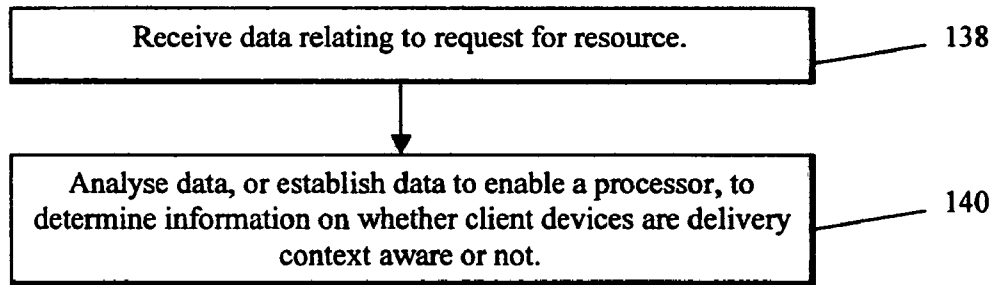 Receive data relating to request for resource.
138
Analyse data, or establish data to enable a processor, to
determine information on whether client devices are delivery
context aware or not.
140